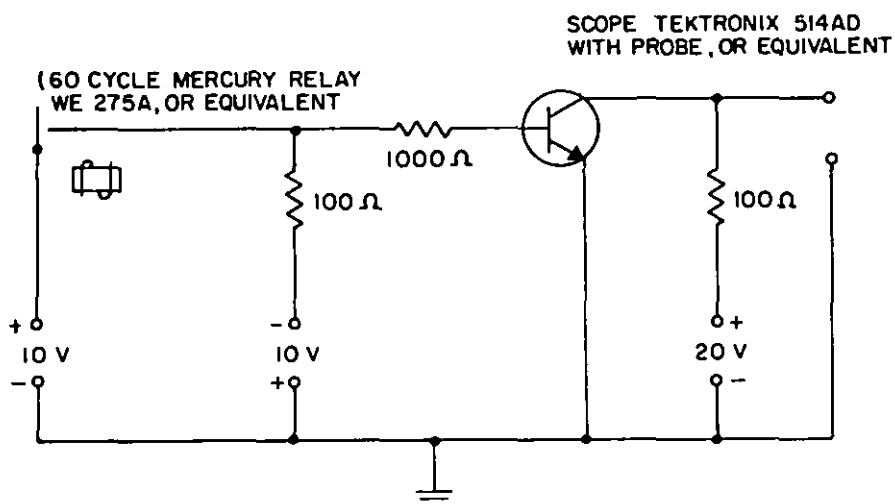 SCOPE TEKTRONIX 514AD
WITH PROBE, OR EQUIVALENT
(60 CYCLE MERCURY RELAY
WE 275A, OR EQUIVALENT
1000 Ω
100 Ω
100 Ω
+
10 V
-
-
10 V
+
+
20 V
-